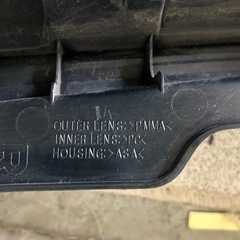 OUTER LENS:>PMMA<
INNER LENS:>PC<
HOUSING:>ASA<
R